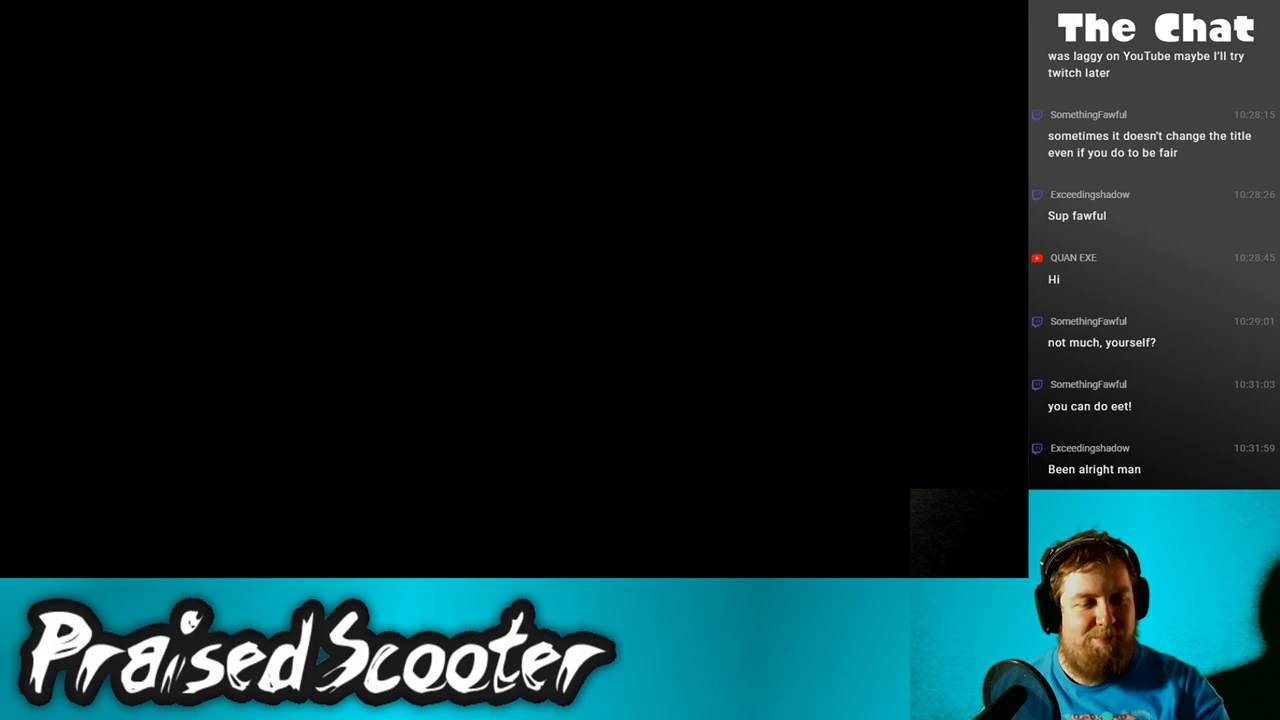 The Chat
was laggy on YouTube maybe I'll try
twitch later
SomethingFawful 10:28:15
sometimes it doesn't change the title
even if you do to be fair
Exceedingshadow 10:28:26
Sup fawful
QUAN EXE 10:28:45
Hi
SomethingFawful 10:29:01
not much, yourself?
SomethingFawful 10:31:03
you can do eet!
Exceedingshadow 10:31:59
Been alright man
PraisedScooter